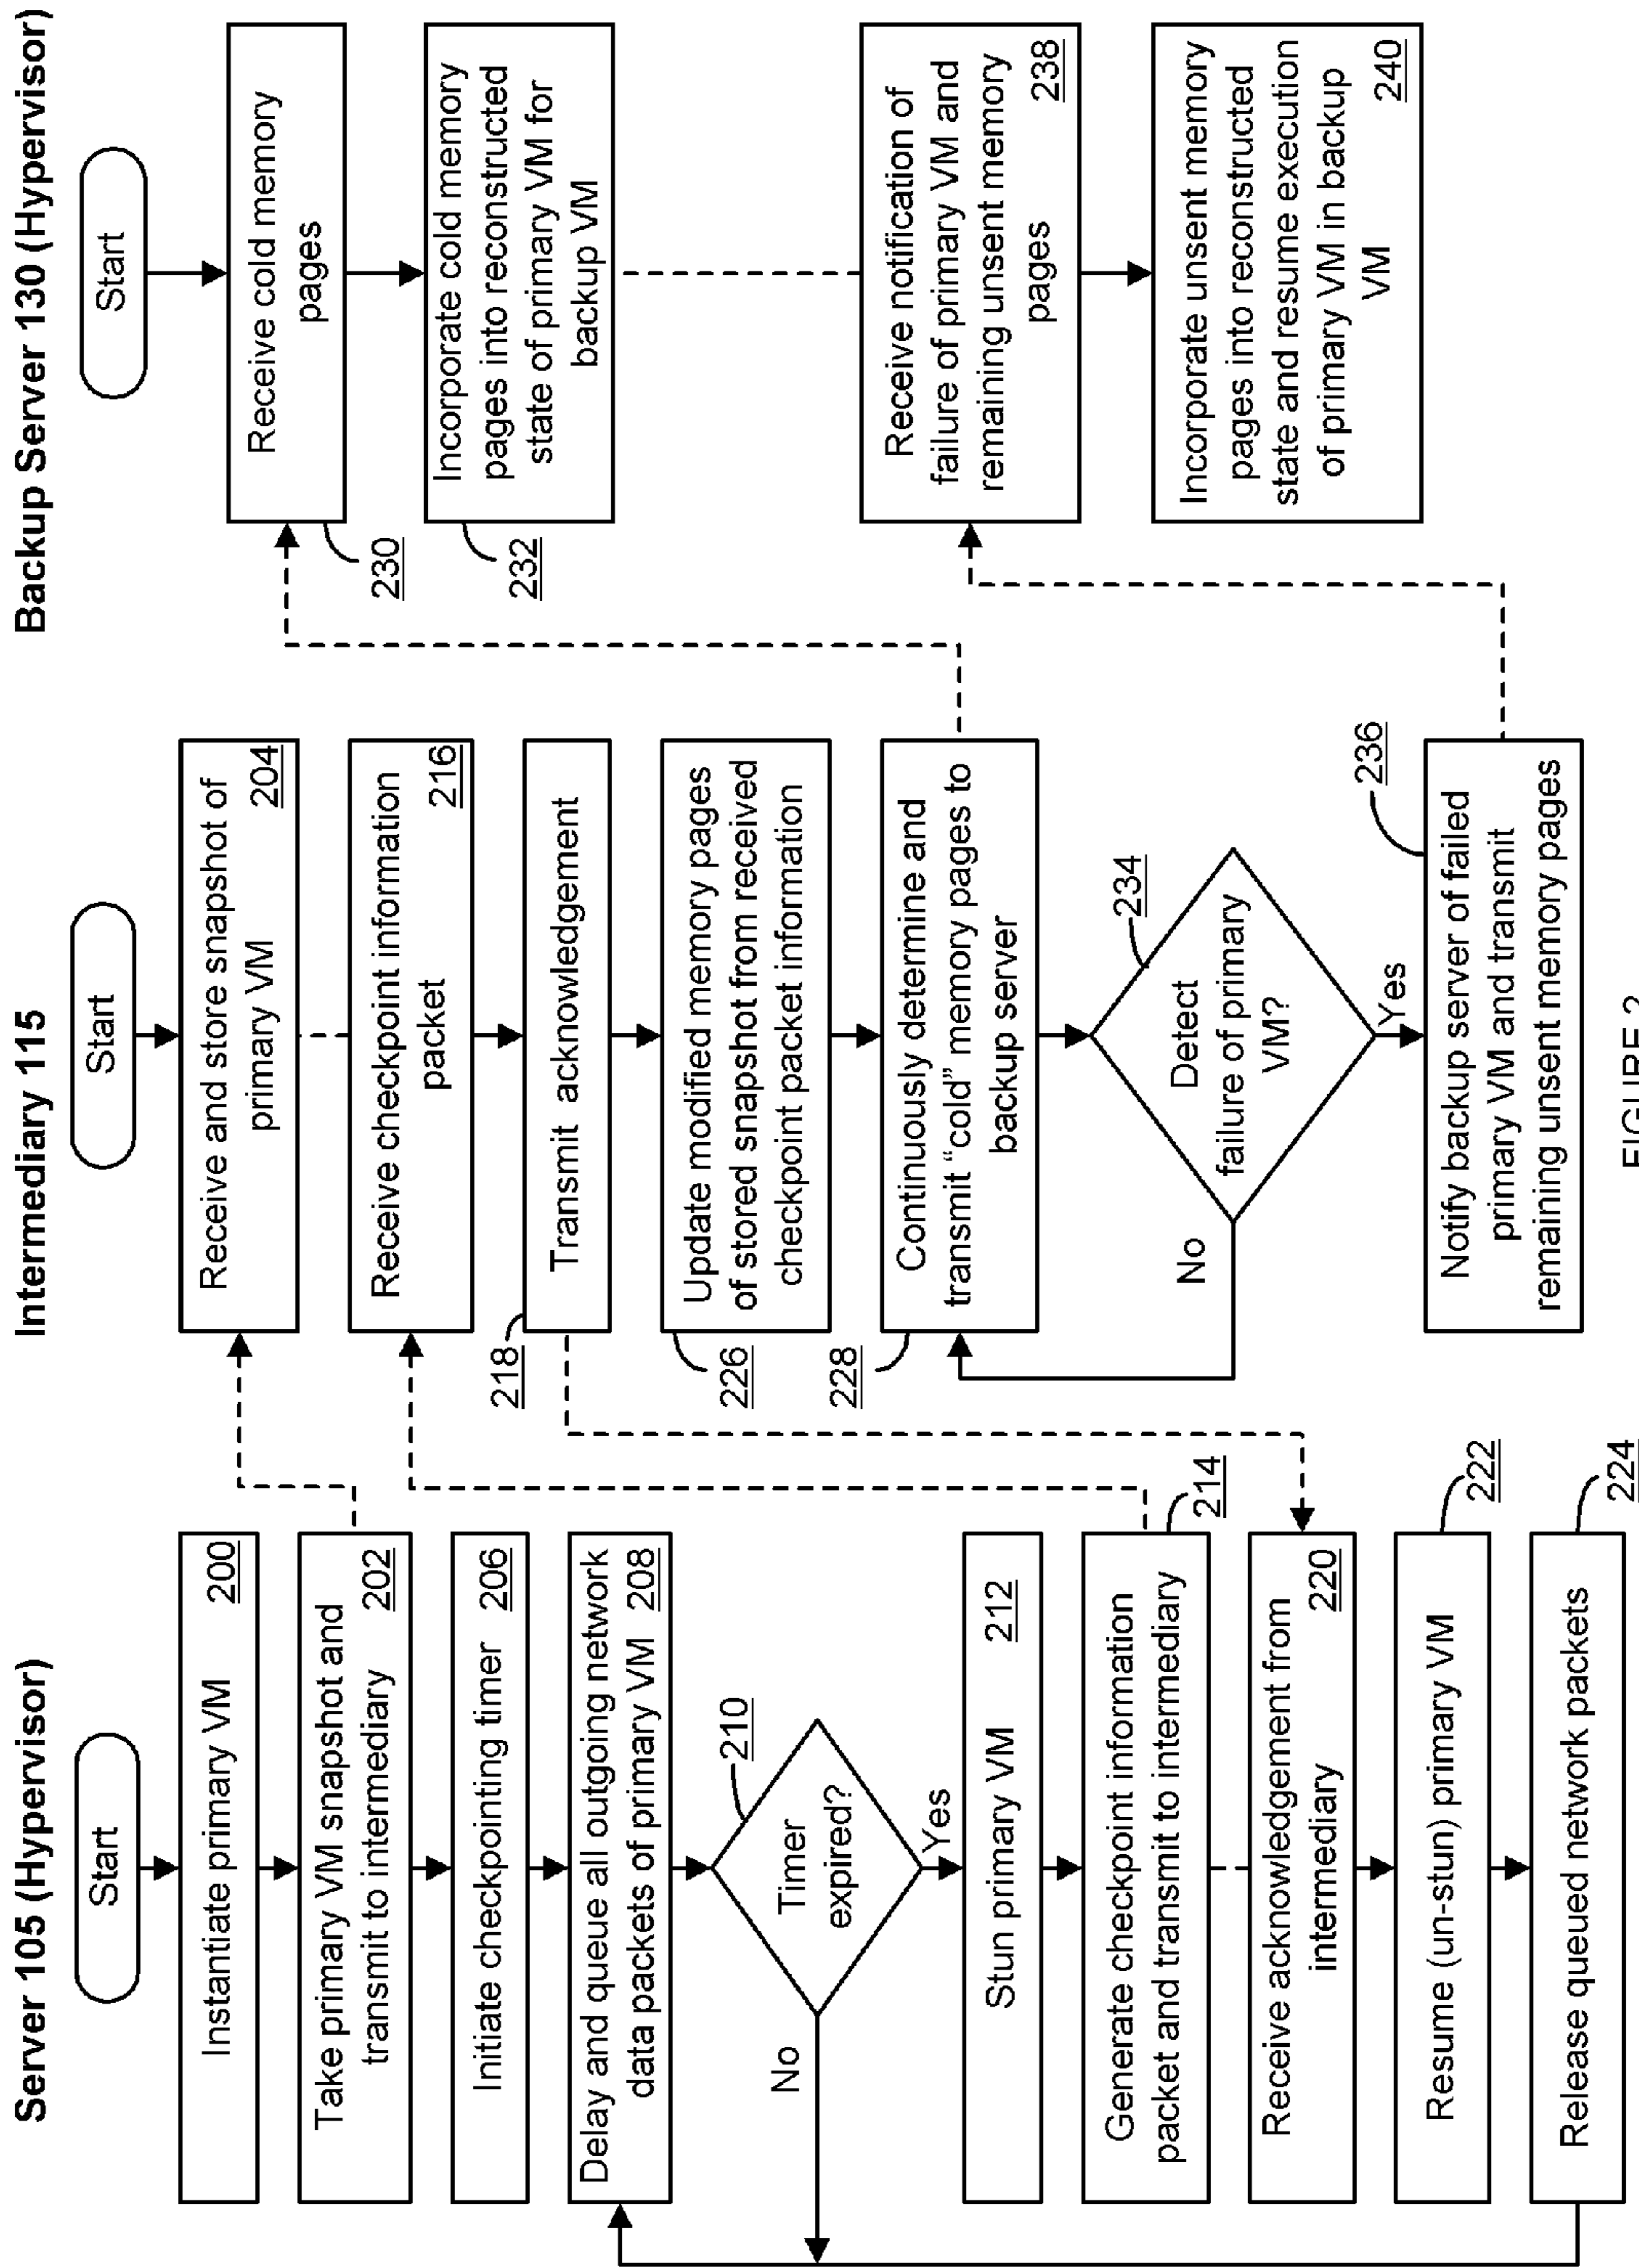 Server 105 (Hypervisor)
Start
Instantiate primary VM
200
Take primary VM snapshot and
transmit to intermediary
202
Initiate checkpointing timer
206
Delay and queue all outgoing network
data packets of primary VM
208
Timer
expired?
210
No
Yes
Stun primary VM
212
Generate checkpoint information
packet and transmit to intermediary
214
Receive acknowledgement from
intermediary
220
Resume (un-stun) primary VM
222
Release queued network packets
224
Intermediary 115
Start
Receive and store snapshot of
primary VM
204
Receive checkpoint information
packet
216
Transmit acknowledgement
218
Update modified memory pages
of stored snapshot from received
checkpoint packet information
226
Continuously determine and
transmit “cold” memory pages to
backup server
228
Detect
failure of primary
VM?
234
No
Yes
Notify backup server of failed
primary VM and transmit
remaining unsent memory pages
236
Backup Server 130 (Hypervisor)
Start
Receive cold memory
pages
230
Incorporate cold memory
pages into reconstructed
state of primary VM for
backup VM
232
Receive notification of
failure of primary VM and
remaining unsent memory
pages
238
Incorporate unsent memory
pages into reconstructed
state and resume execution
of primary VM in backup
VM
240
FIGURE 2